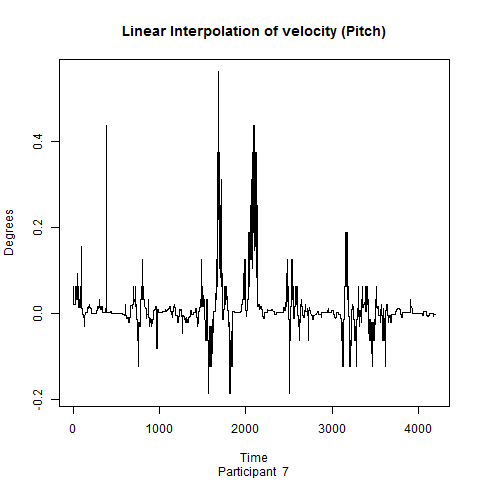 Linear Interpolation of velocity (Pitch)
Degrees
0.4
0.2
0.0
-0.2
0 1000 2000 3000 4000
Time
Participant 7